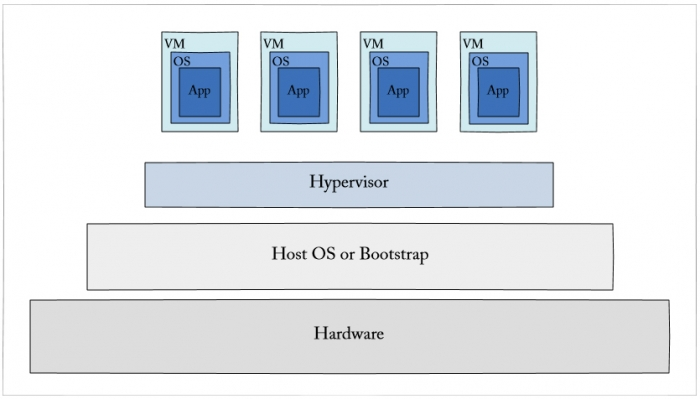 VM VM VM VM
OS OS OS OS
App App App App
Hypervisor
Host OS or Bootstrap
Hardware